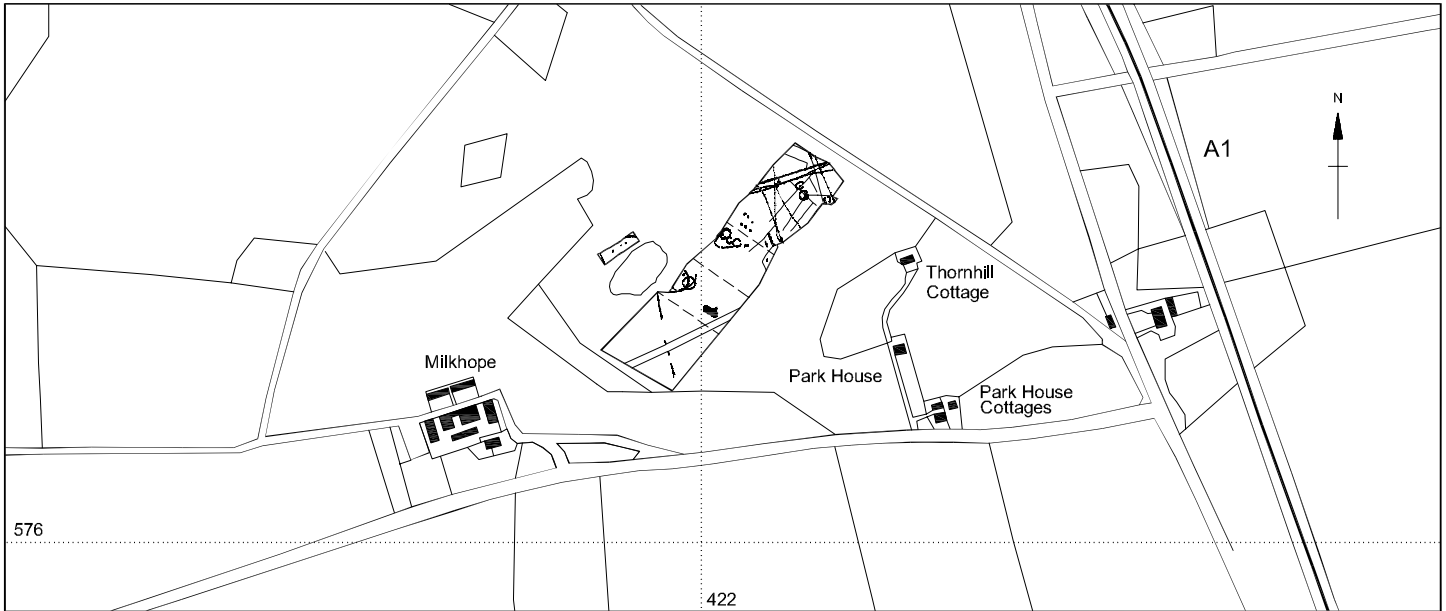 N
A1
Thornhill
Cottage
Milkhope
Park House
Park House
Cottages
576
422